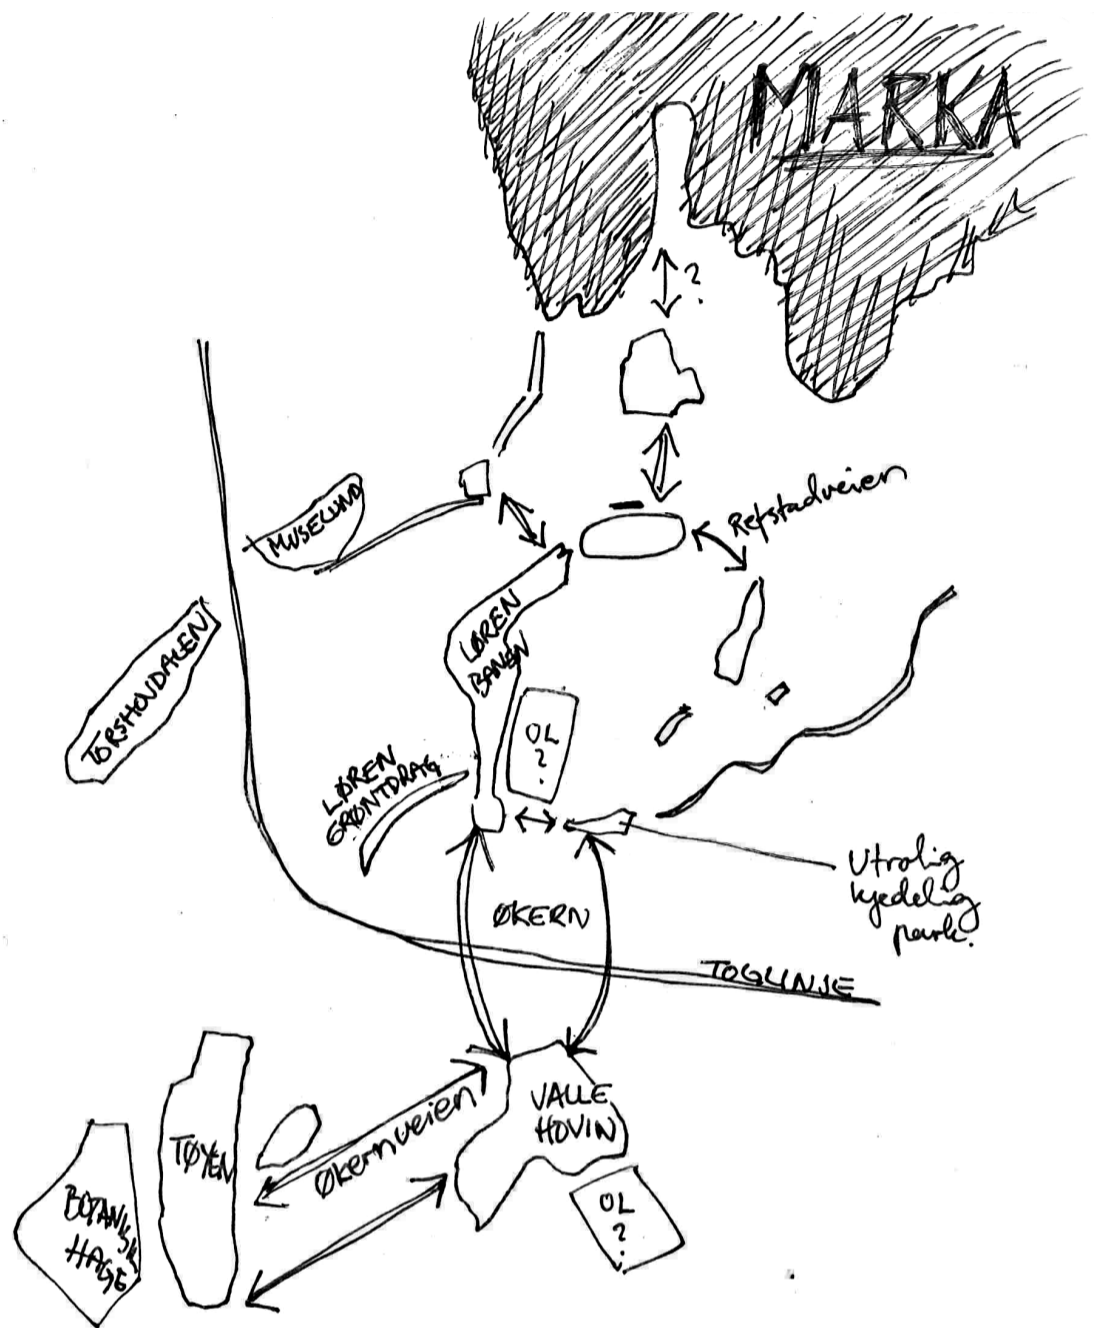 MARKA
?
Refstadveien
MUSELUND
TORSHOVDALEN
LØREN
BANEN
OL
?
LØREN
GRØNTDRAG
Utrolig
kjedelig
park.
ØKERN
TOGLINJE
VALLE
HOVIN
Økernveien
TØYEN
BOTANISK
HAGE
OL
?